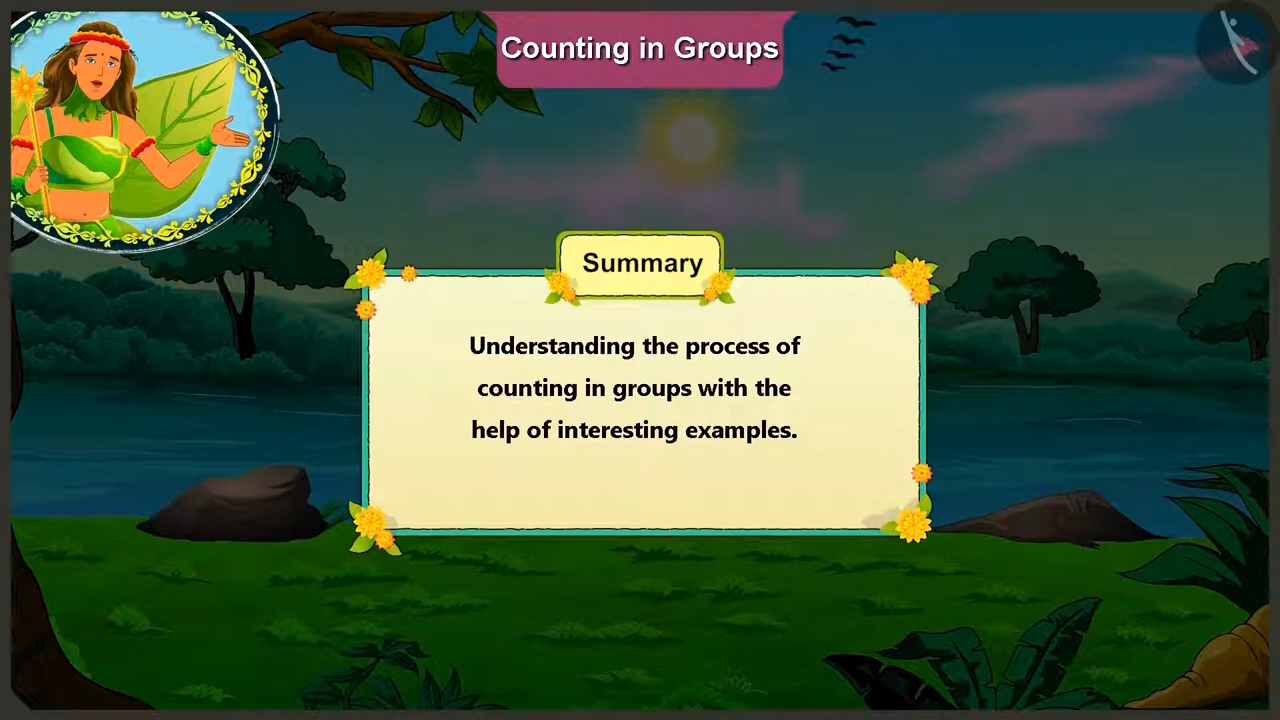 Counting in Groups
Summary
Understanding the process of
counting in groups with the
help of interesting examples.